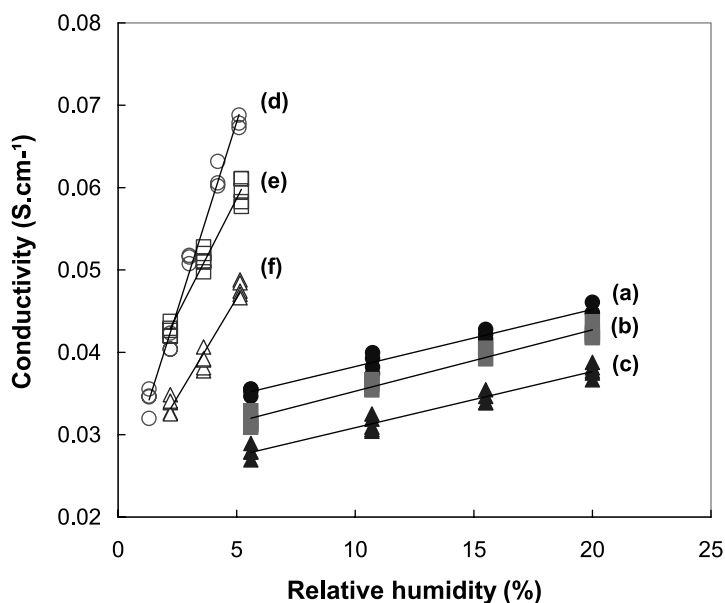 0.08
0.07
0.06
0.05
0.04
0.03
0.02
Conductivity (S.cm-¹)
(d)
(e)
(f)
(a)
(b)
(c)
0 5 10 15 20 25
Relative humidity (%)